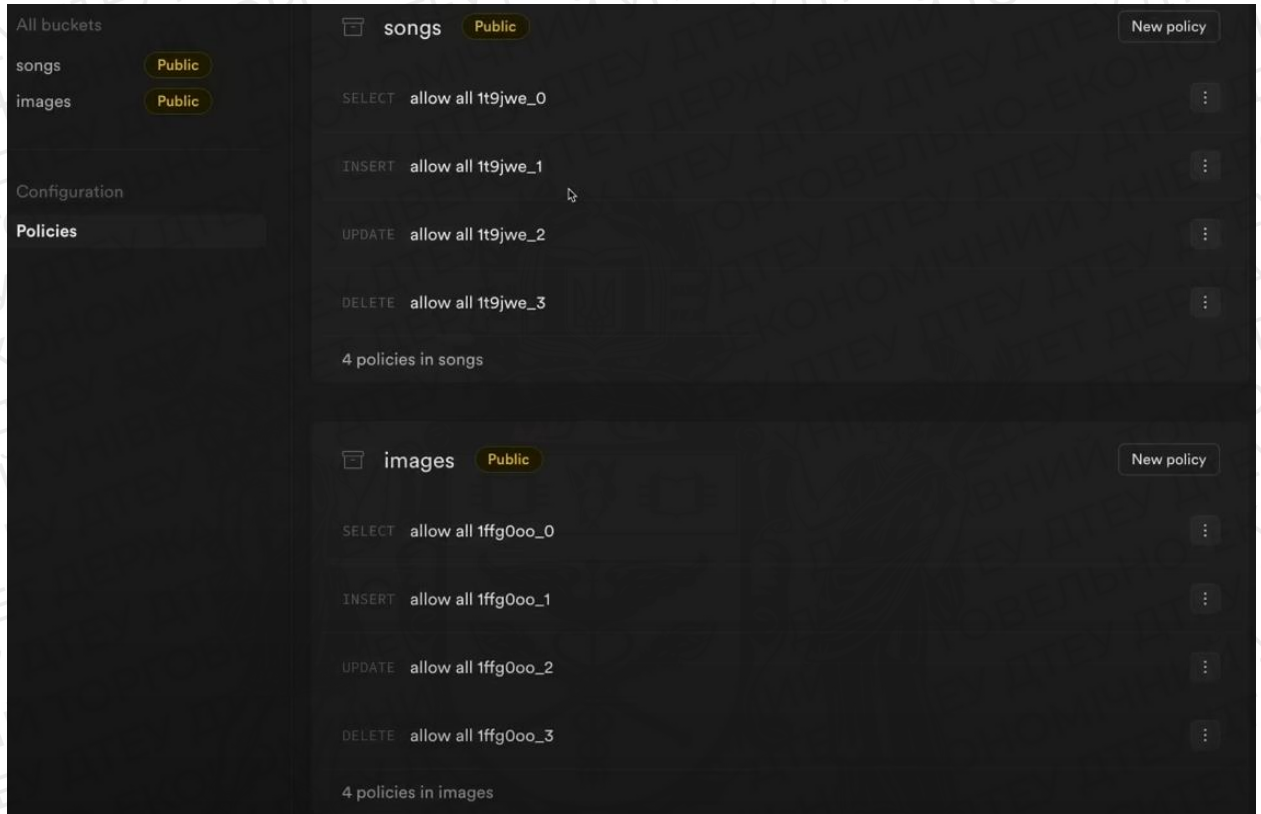 All buckets
songs Public
images Public
Configuration
Policies
songs Public New policy
SELECT allow all 1t9jwe_0
INSERT allow all 1t9jwe_1
UPDATE allow all 1t9jwe_2
DELETE allow all 1t9jwe_3
4 policies in songs
images Public New policy
SELECT allow all 1ffg0oo_0
INSERT allow all 1ffg0oo_1
UPDATE allow all 1ffg0oo_2
DELETE allow all 1ffg0oo_3
4 policies in images